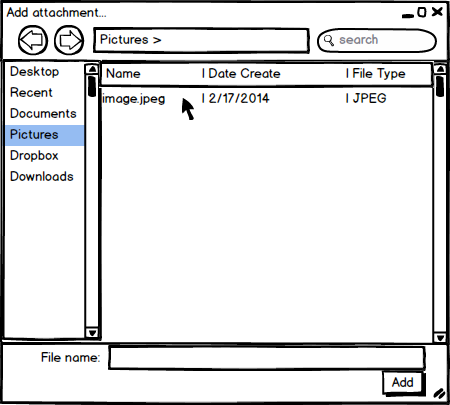 Add attachment...
Pictures >
search
Desktop
Recent
Documents
Pictures
Dropbox
Downloads
Name | Date Create | File Type
image.jpeg | 2/17/2014 | JPEG
File name:
Add